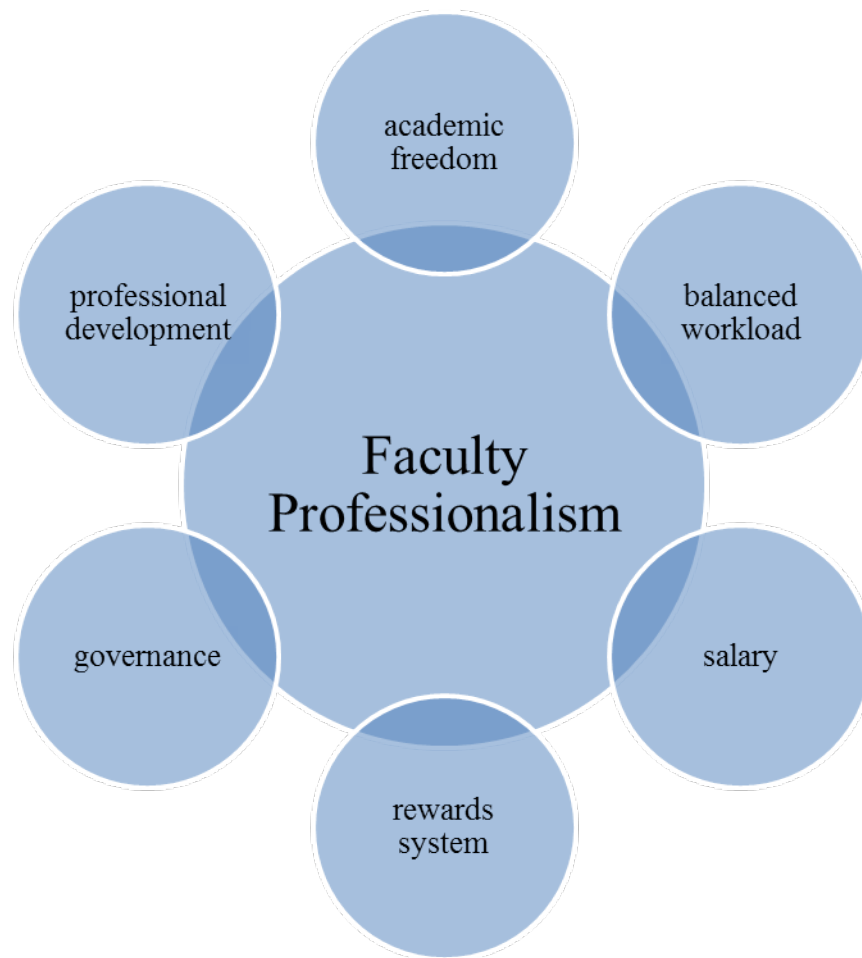 academic
freedom
professional
development
balanced
workload
Faculty
Professionalism
governance
salary
rewards
system